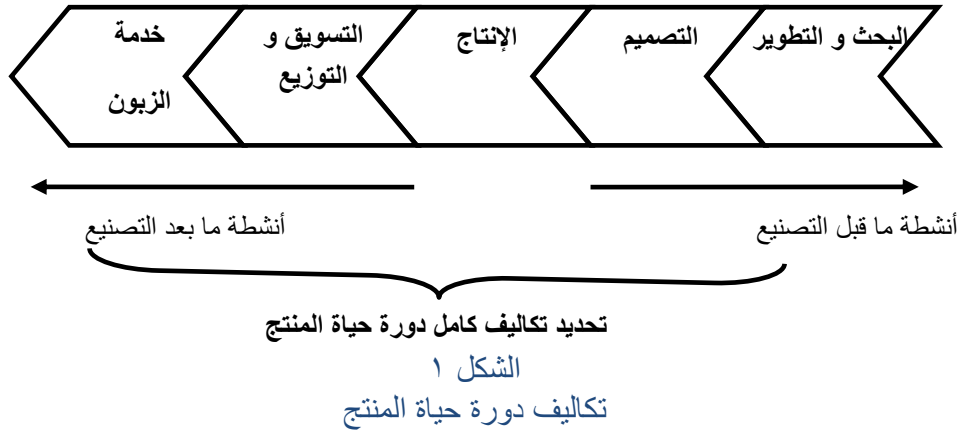 البحث و التطوير
التصميم
الإنتاج
التسويق و
التوزيع
خدمة
الزبون
أنشطة ما قبل التصنيع
أنشطة ما بعد التصنيع
تحديد تكاليف كامل دورة حياة المنتج
الشكل ١
تكاليف دورة حياة المنتج